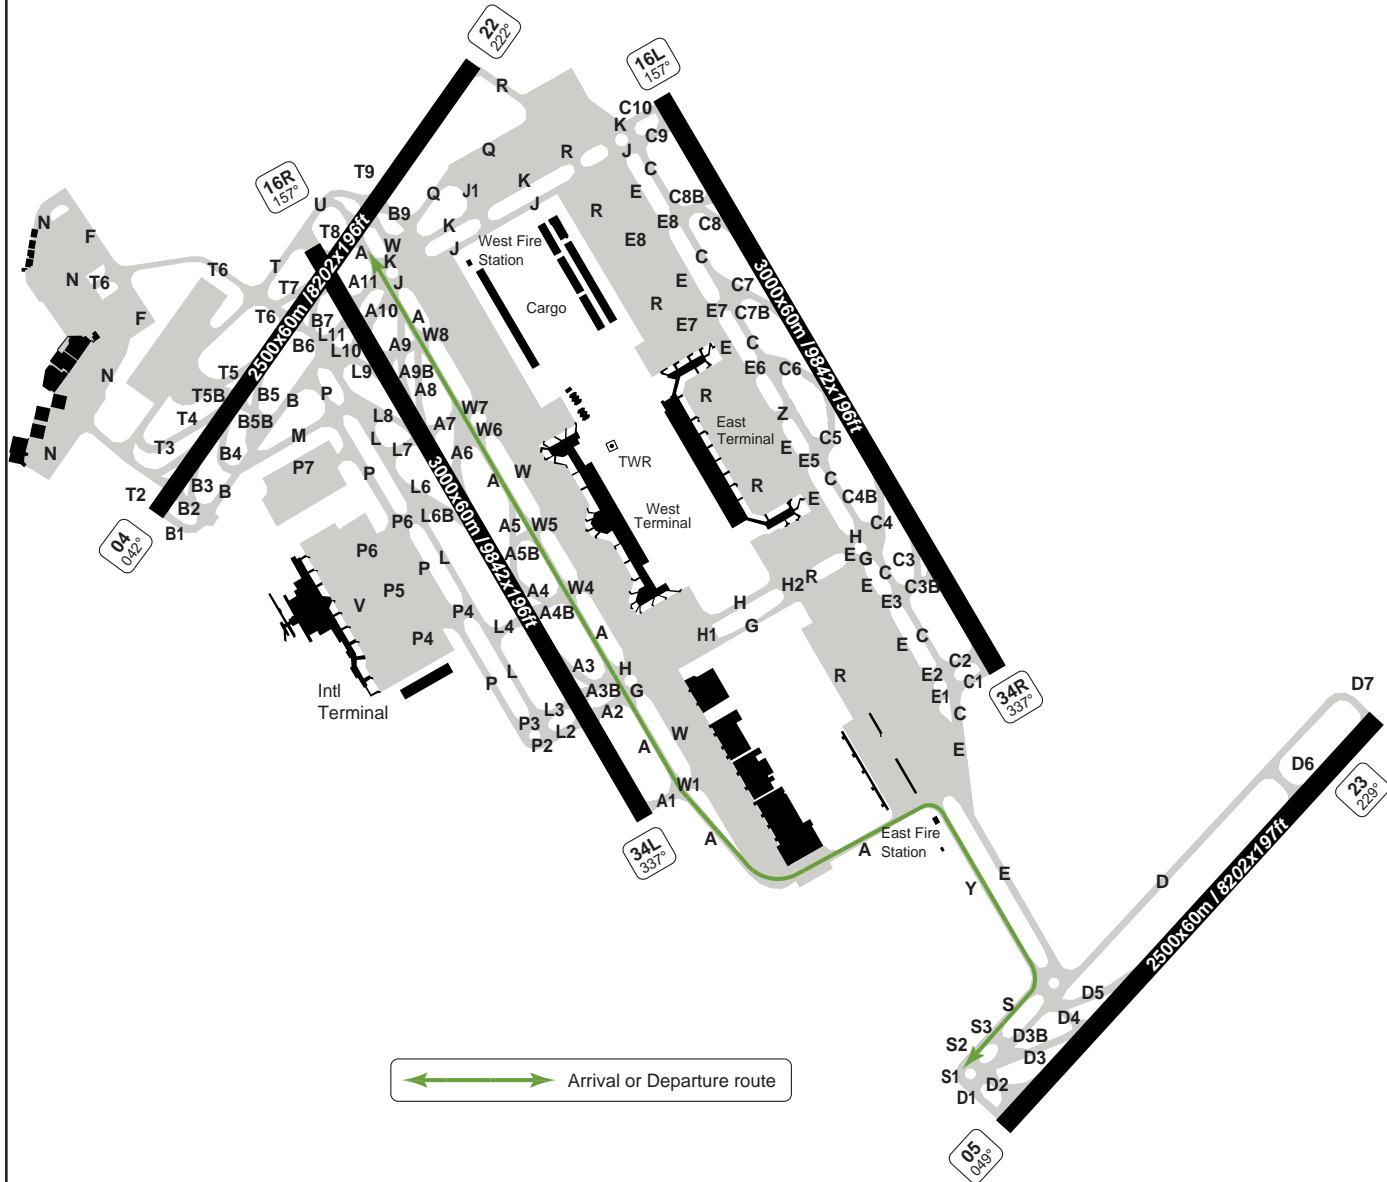 22
222°
16L
157°
R
C10
K
C9
Q
R
J
C
T9
16R
157°
K
E
Q
J1
C8B
U
J
R
B9
E8
C8
N
F
T8
K
W
J
West Fire
Station
E8
A
K
C
T6
T
N
T6
A11
J
E
C7
T7
R
Cargo
E7
C7B
F
T6
B7
A10
A
E7
L11
W8
B6
L10
A9
E
C
T5
L9
A9B
E6
C6
N
T5B
B5
B
P
A8
R
W7
T4
B5B
L8
A7
W6
Z
East
Terminal
M
L
C5
T3
L7
A6
E
N
B4
TWR
E5
P7
P
W
C
B3
L6
A
R
T2
B
E
C4B
B2
L6B
West
Terminal
B1
P6
A5
W5
C4
04
042°
H
P6
A5B
E
G
C3
L
P
C
H2
R
P5
A4
W4
E
C3B
V
H
E3
P4
A4B
L4
G
A
H1
C
P4
E
A3
C2
H
L
E2
C1
R
P
A3B
G
Intl
Terminal
E1
34R
337°
D7
L3
A2
C
P3
L2
W
P2
A
E
D6
W1
23
229°
A1
34L
337°
A
A
East Fire
Station
E
D
Y
D5
S
D4
S3
D3B
S2
D3
S1
D2
D1
05
049°
2500x60m /8202x196ft
3000x60m /9842x196ft
3000x60m /9842x196ft
2500x60m / 8202x197ft
Arrival or Departure route